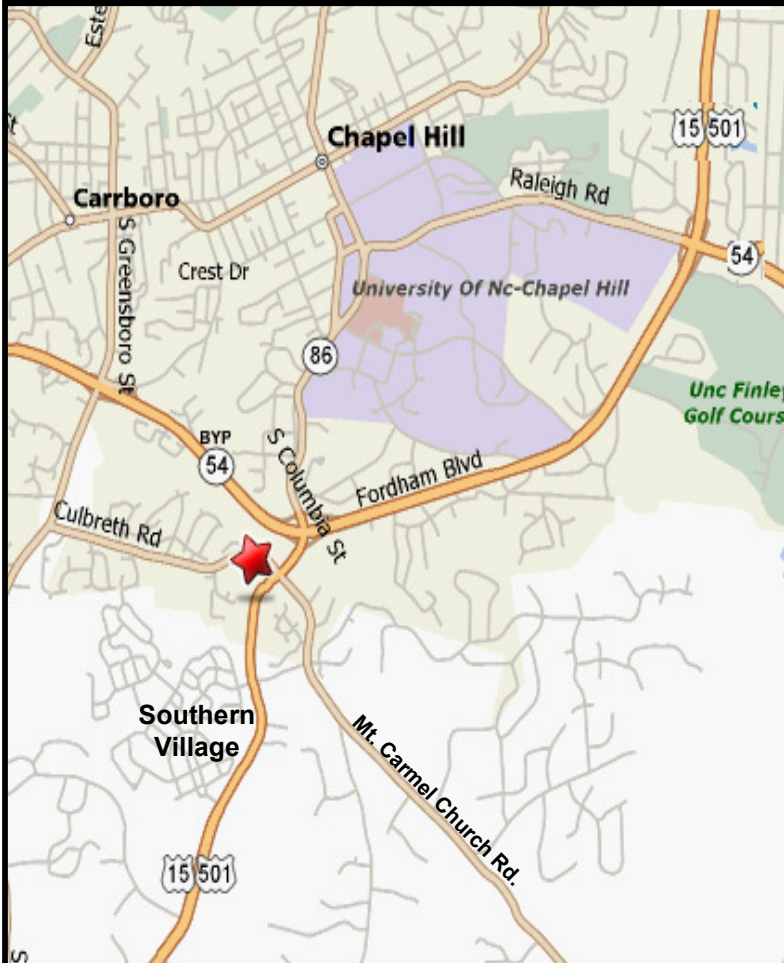 Este
15 501
Chapel Hill
Raleigh Rd
Carrboro
S Greensboro St
54
Crest Dr
University Of Nc-Chapel Hill
86
Unc Finley
Golf Cours
BYP
54
S Columbia St
Fordham Blvd
Culbreth Rd
Southern
Village
Mt. Carmel Church Rd.
15 501
S